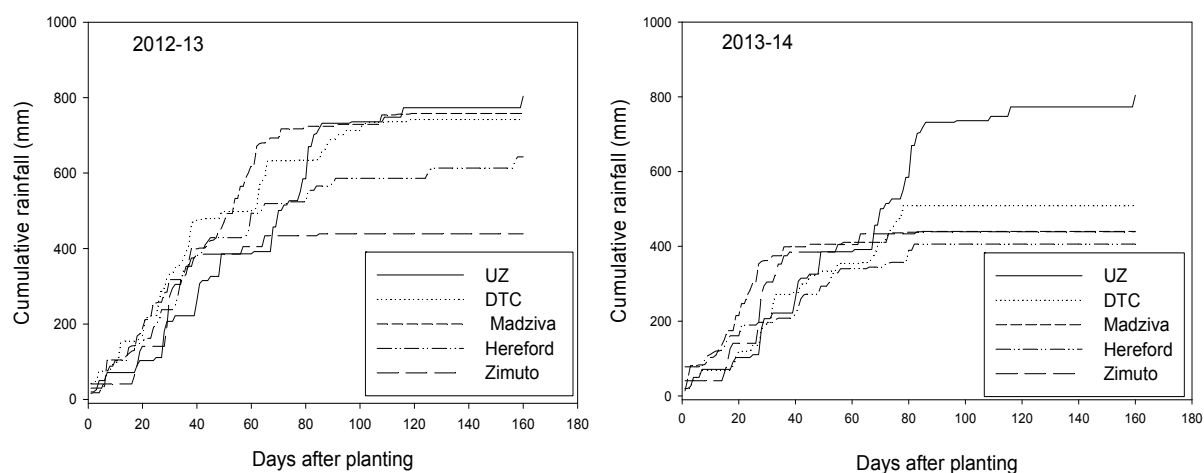 2012-13
Cumulative rainfall (mm)
1000
800
600
400
200
0
UZ
DTC
Madziva
Hereford
Zimuto
0 20 40 60 80 100 120 140 160 180
Days after planting
2013-14
Cumulative rainfall (mm)
1000
800
600
400
200
0
UZ
DTC
Madziva
Hereford
Zimuto
0 20 40 60 80 100 120 140 160 180
Days after planting